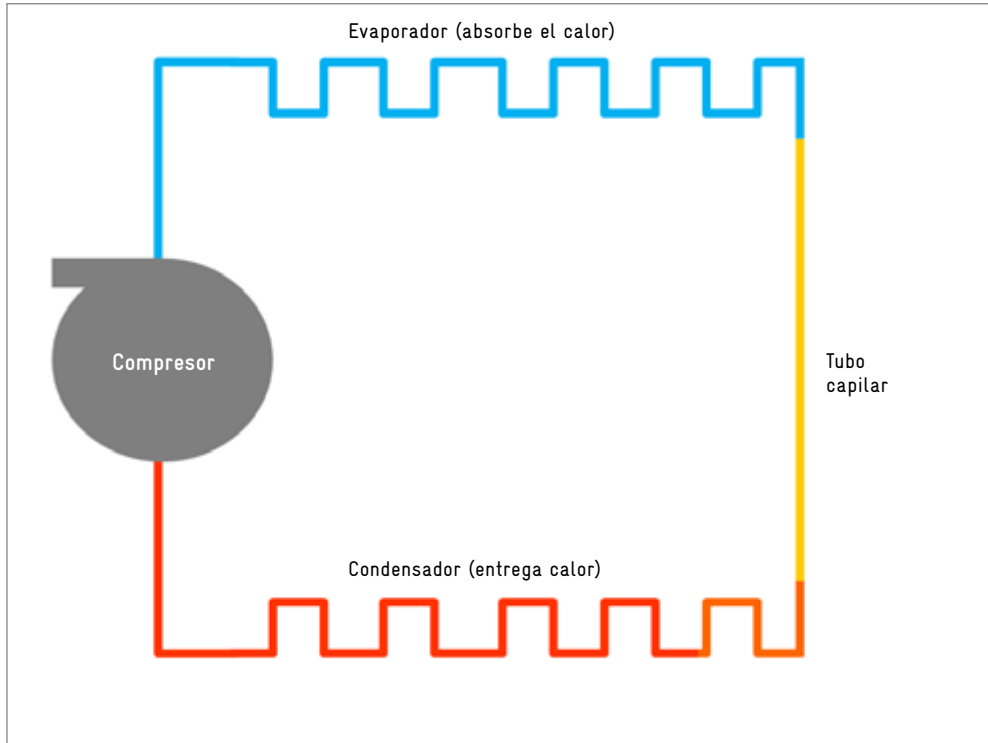 Evaporador (absorbe el calor)
Compresor
Tubo
capilar
Condensador (entrega calor)